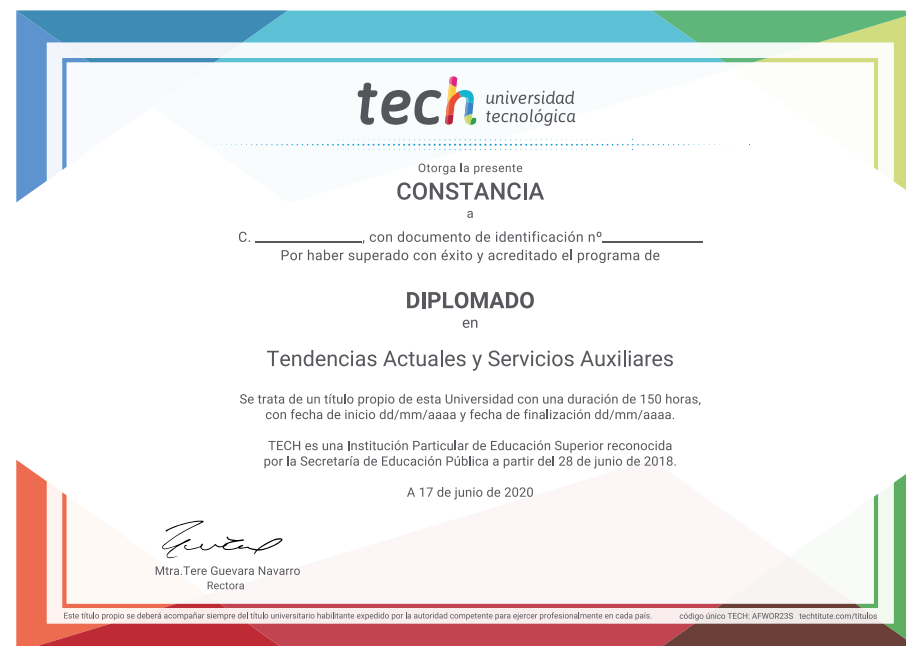 tech universidad
tecnológica
Otorga la presente
CONSTANCIA
a
C. ____________, con documento de identificación nº____________
Por haber superado con éxito y acreditado el programa de
DIPLOMADO
en
Tendencias Actuales y Servicios Auxiliares
Se trata de un título propio de esta Universidad con una duración de 150 horas,
con fecha de inicio dd/mm/aaaa y fecha de finalización dd/mm/aaaa.
TECH es una Institución Particular de Educación Superior reconocida
por la Secretaría de Educación Pública a partir del 28 de junio de 2018.
A 17 de junio de 2020
Mtra.Tere Guevara Navarro
Rectora
Este título propio se deberá acompañar siempre del título universitario habilitante expedido por la autoridad competente para ejercer profesionalmente en cada país. código único TECH: AFWOR23S techtitute.com/titulos